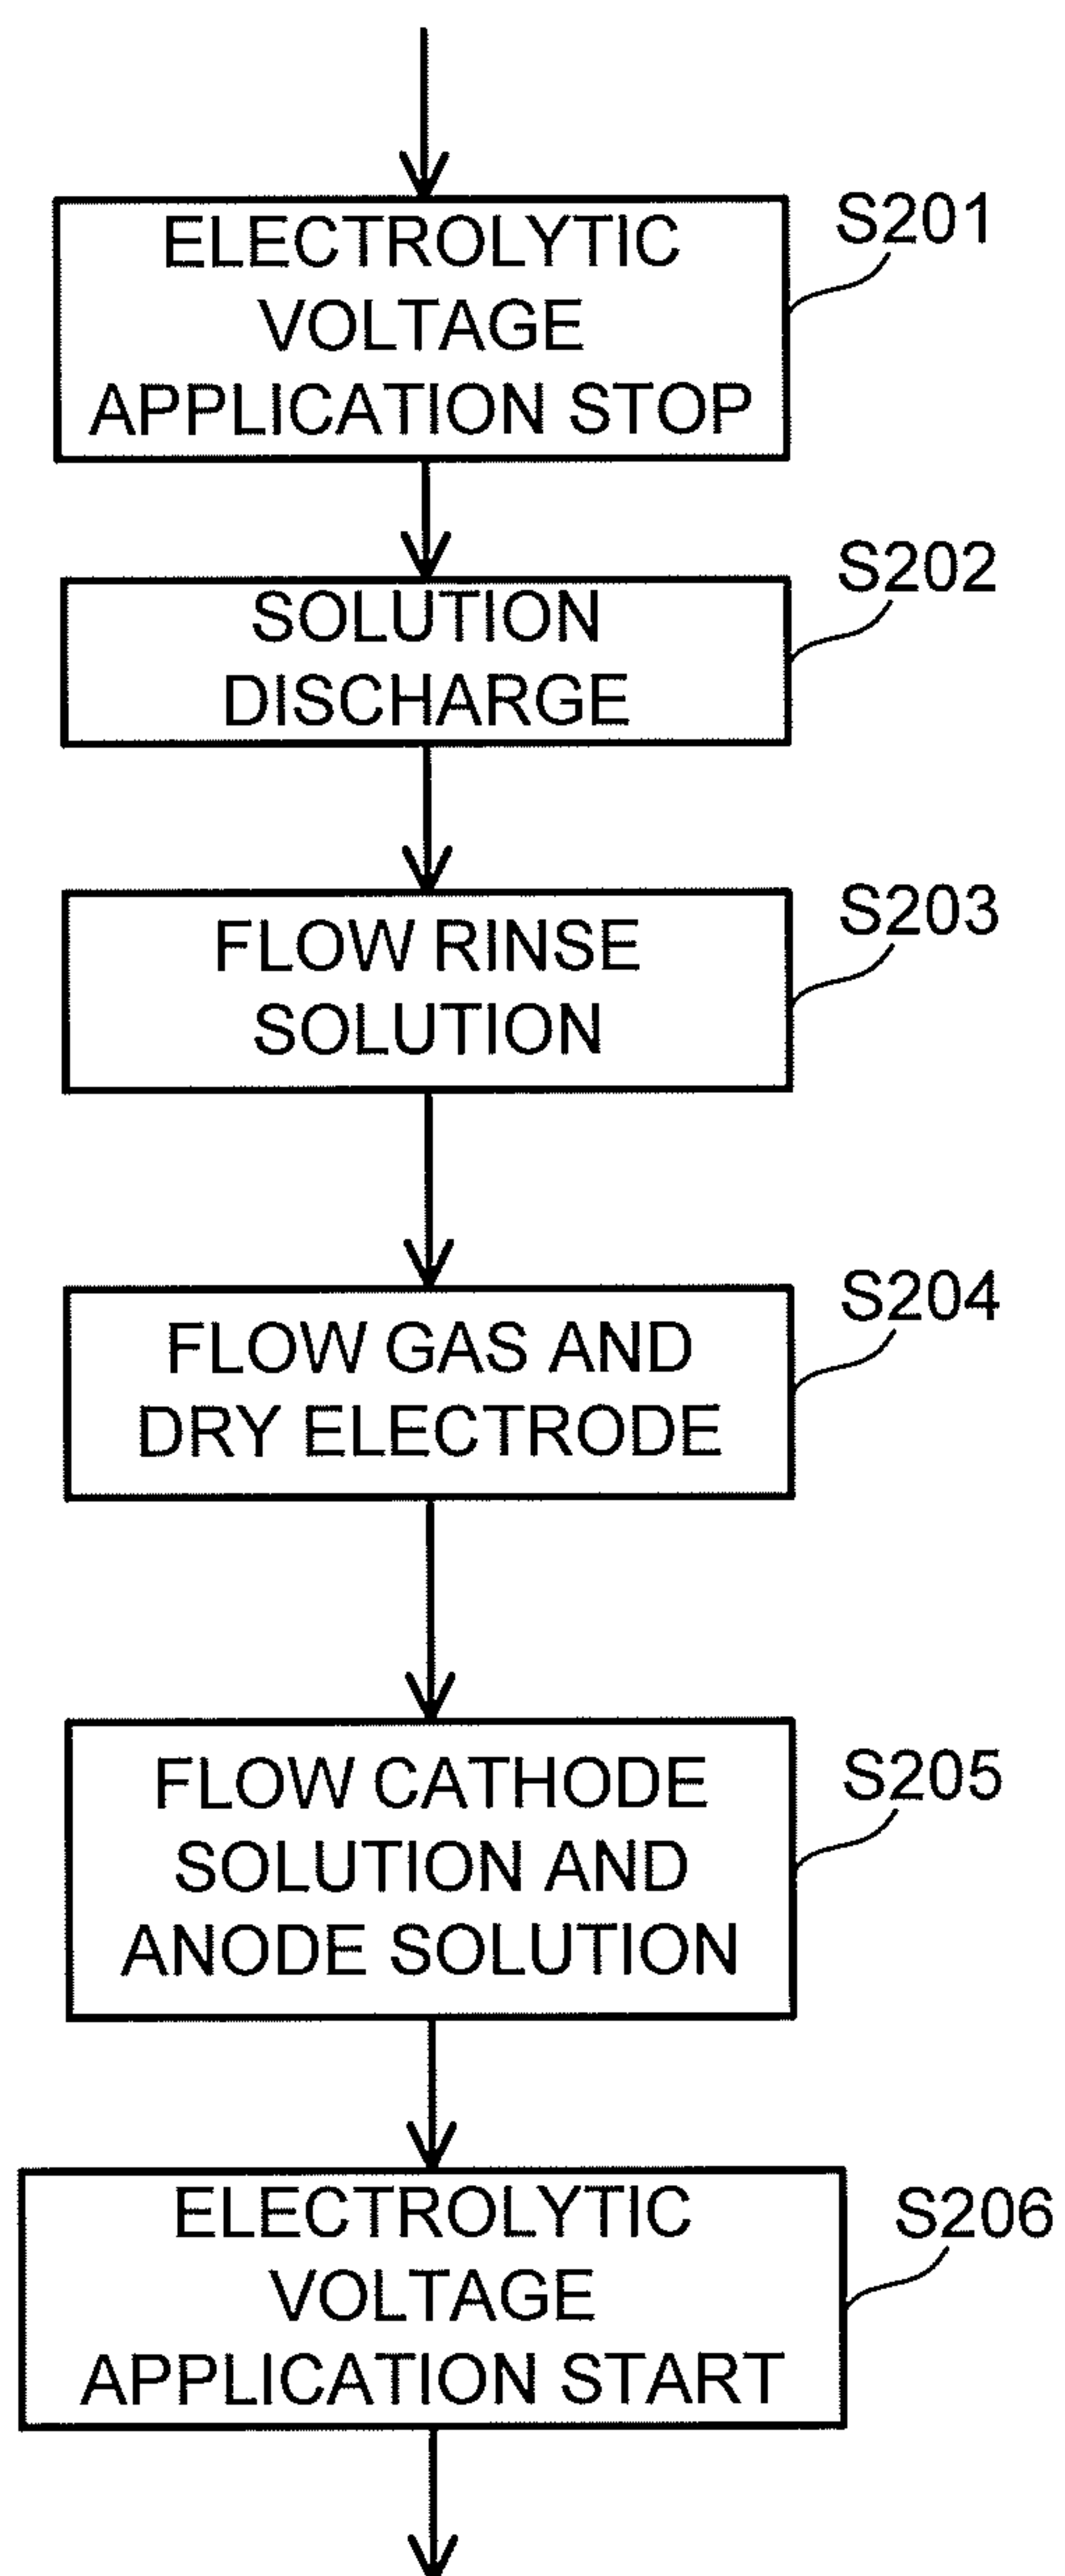 ELECTROLYTIC
VOLTAGE
APPLICATION STOP
S201
SOLUTION
DISCHARGE
S202
FLOW RINSE
SOLUTION
S203
FLOW GAS AND
DRY ELECTRODE
S204
FLOW CATHODE
SOLUTION AND
ANODE SOLUTION
S205
ELECTROLYTIC
VOLTAGE
APPLICATION START
S206